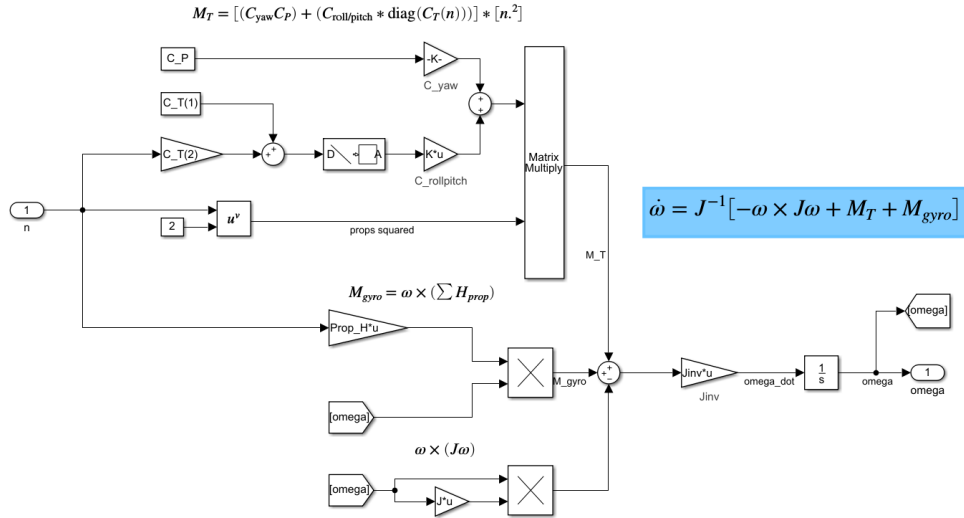 M_T = [(C_yaw C_P) + (C_roll/pitch * diag(C_T(n)))] * [n.²]
C_P
-K-
C_yaw
+
+
C_T(1)
C_T(2)
+
+
D
A
K*u
C_rollpitch
Matrix
Multiply
1
n
2
uᵛ
props squared
M_T
ω̇ = J⁻¹[−ω × Jω + M_T + M_gyro]
M_gyro = ω × (∑ H_prop)
Prop_H*u
[omega]
M_gyro
+
+
−
Jinv*u
Jinv
omega_dot
1
s
omega
[omega]
1
omega
ω × (Jω)
[omega]
J*u